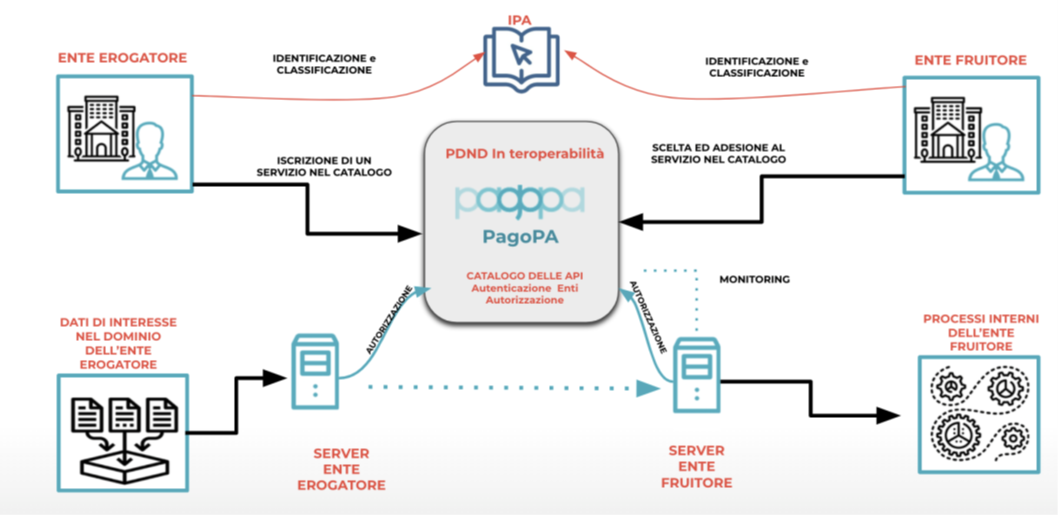 IPA
ENTE EROGATORE
IDENTIFICAZIONE e
CLASSIFICAZIONE
IDENTIFICAZIONE e
CLASSIFICAZIONE
ENTE FRUITORE
ISCRIZIONE DI UN
SERVIZIO NEL CATALOGO
PDND In teroperabilità
pagopa
PagoPA
CATALOGO DELLE API
Autenticazione Enti
Autorizzazione
SCELTA ED ADESIONE AL
SERVIZIO NEL CATALOGO
AUTORIZZAZIONE
AUTORIZZAZIONE
MONITORING
DATI DI INTERESSE
NEL DOMINIO
DELL'ENTE
EROGATORE
PROCESSI INTERNI
DELL'ENTE
FRUITORE
SERVER
ENTE
EROGATORE
SERVER
ENTE
FRUITORE